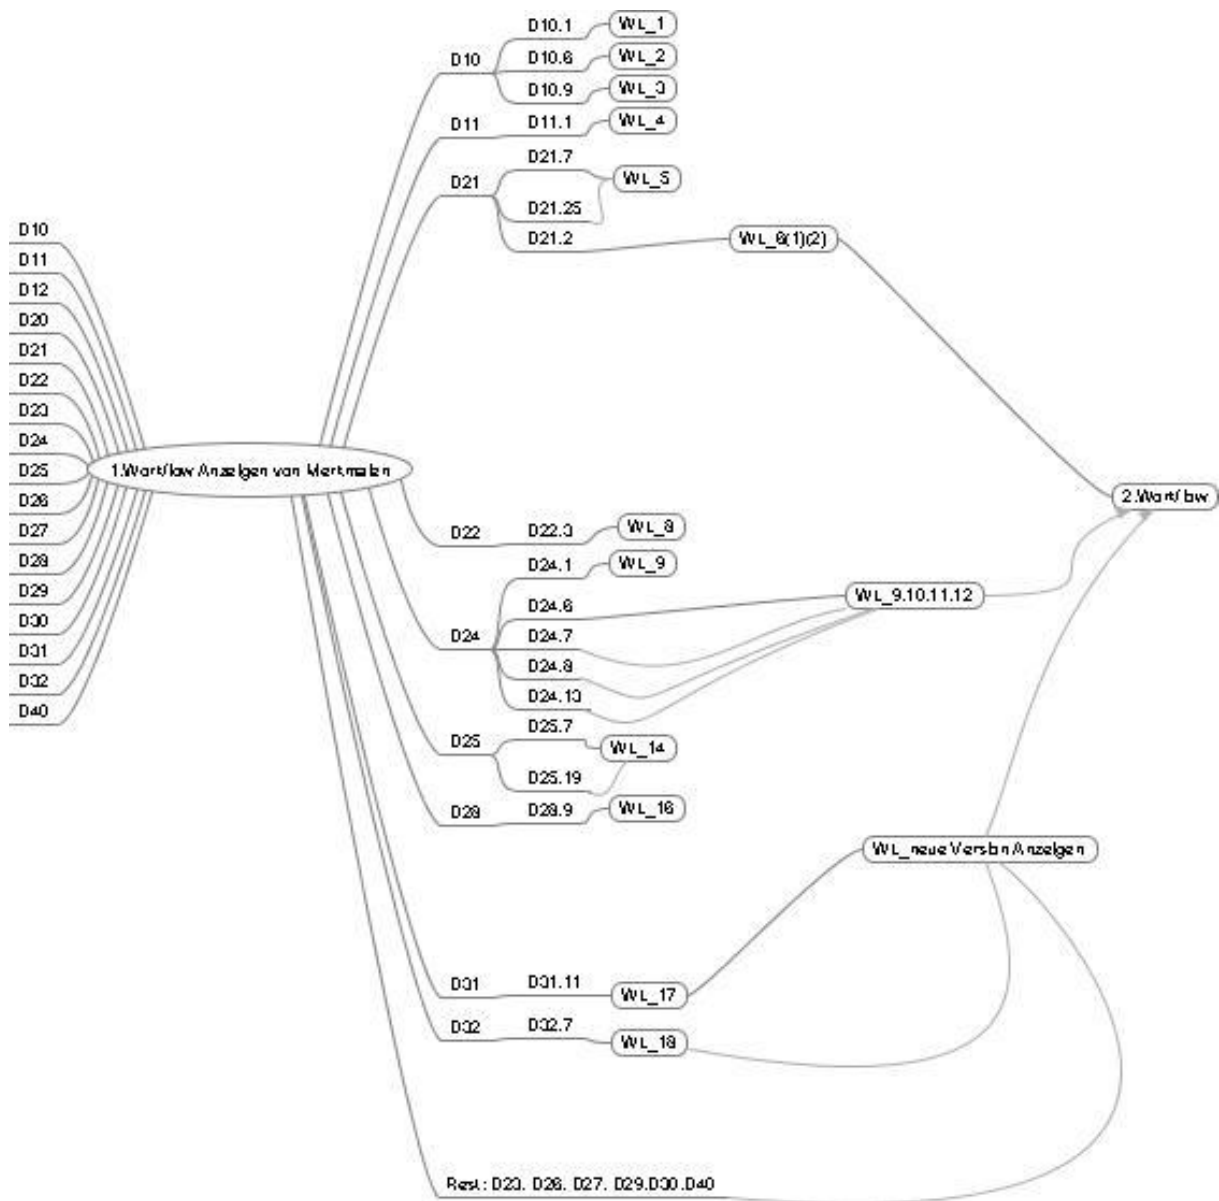 D10
D11
D12
D20
D21
D22
D23
D24
D25
D26
D27
D28
D29
D30
D31
D32
D40
1.Workflow Anzeigen von Merkmalen
D10
D10.1
WL_1
D10.6
WL_2
D10.9
WL_3
D11
D11.1
WL_4
D21
D21.7
WL_5
D21.25
D21.2
WL_6(1)(2)
2.Workflow
D22
D22.3
WL_8
D24
D24.1
WL_9
D24.6
WL_9.10.11.12
D24.7
D24.8
D24.13
D25
D25.7
WL_14
D25.19
D28
D28.9
WL_16
WL_neue Version Anzeigen
D31
D31.11
WL_17
D32
D32.7
WL_18
Rest: D23. D26. D27. D29.D30.D40